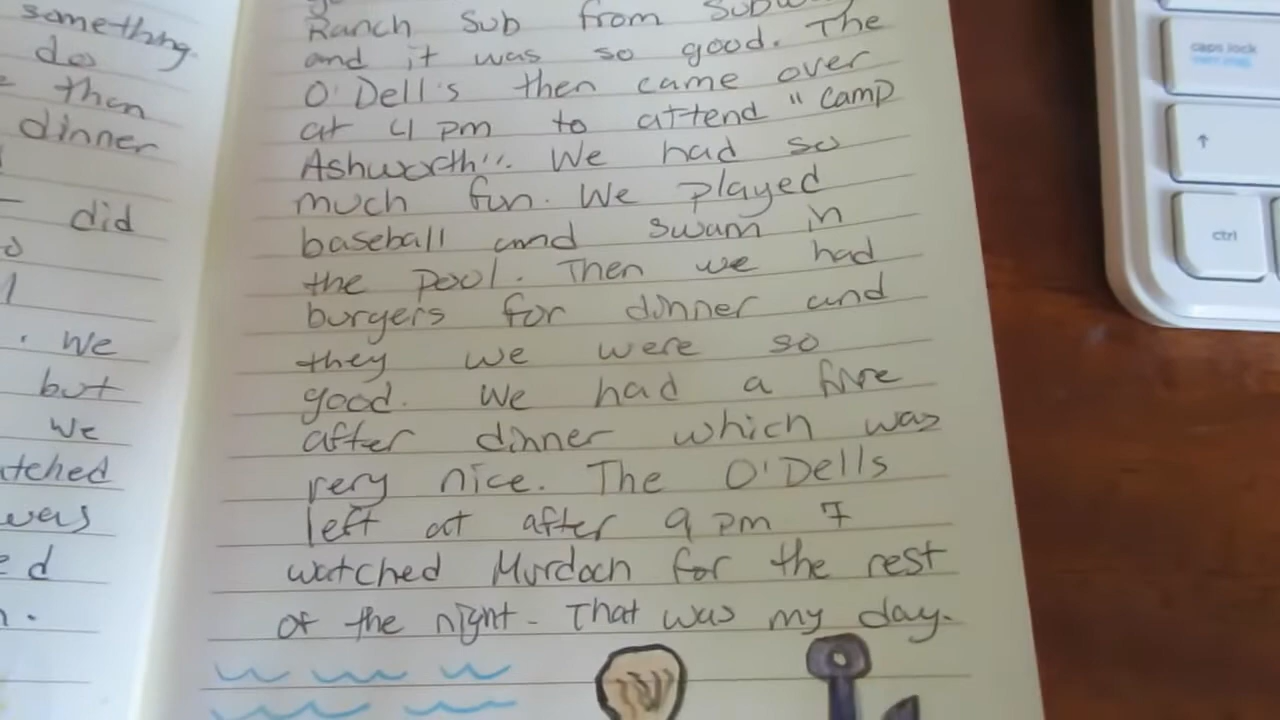 something.
do
then
dinner
did
. We
but
we
atched
was
ed
n.
Ranch Sub from Subw
and it was so good. The
O'Dell's then came over
at 4 pm to attend "Camp
Ashworth". We had so
much fun. We played
baseball and swam in
the pool. Then we had
burgers for dinner and
they we were so
good. We had a fire
after dinner which was
very nice. The O'Dells
left at after 9 pm I
watched Murdoch for the rest
of the night. That was my day.
caps lock
↑
ctrl